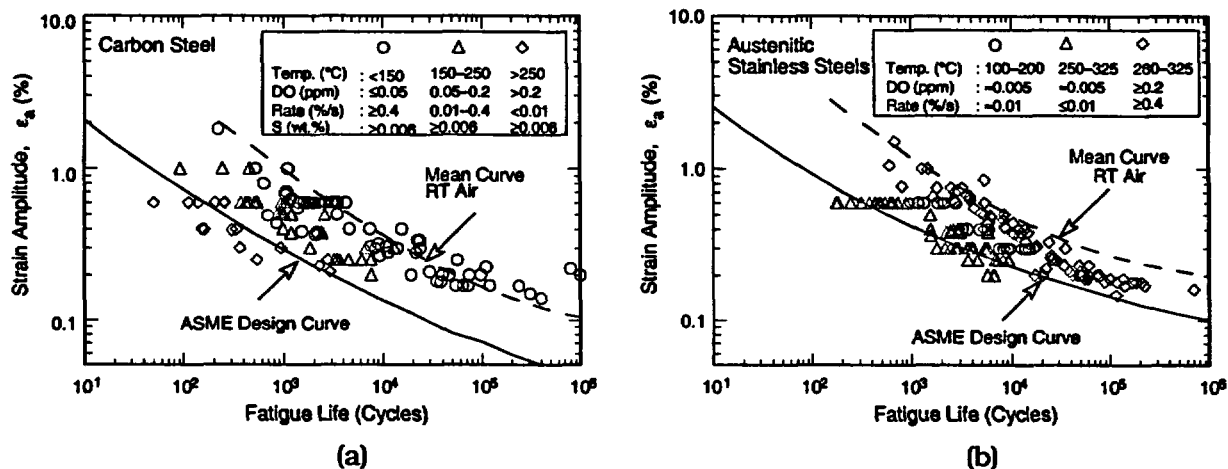 Carbon Steel
Temp. (°C) : <150 150–250 >250
DO (ppm) : ≤0.05 0.05–0.2 >0.2
Rate (%/s) : ≥0.4 0.01–0.4 <0.01
S (wt.%) : ≥0.006 ≥0.006 ≥0.006
Mean Curve
RT Air
ASME Design Curve
Strain Amplitude, εa (%)
10.0
1.0
0.1
10¹ 10² 10³ 10⁴ 10⁵ 10⁶
Fatigue Life (Cycles)
(a)
Austenitic
Stainless Steels
Temp. (°C) : 100–200 250–325 260–325
DO (ppm) : ≈0.005 ≈0.005 ≥0.2
Rate (%/s) : ≈0.01 ≤0.01 ≥0.4
Mean Curve
RT Air
ASME Design Curve
Strain Amplitude, εa (%)
10.0
1.0
0.1
10¹ 10² 10³ 10⁴ 10⁵ 10⁶
Fatigue Life (Cycles)
(b)